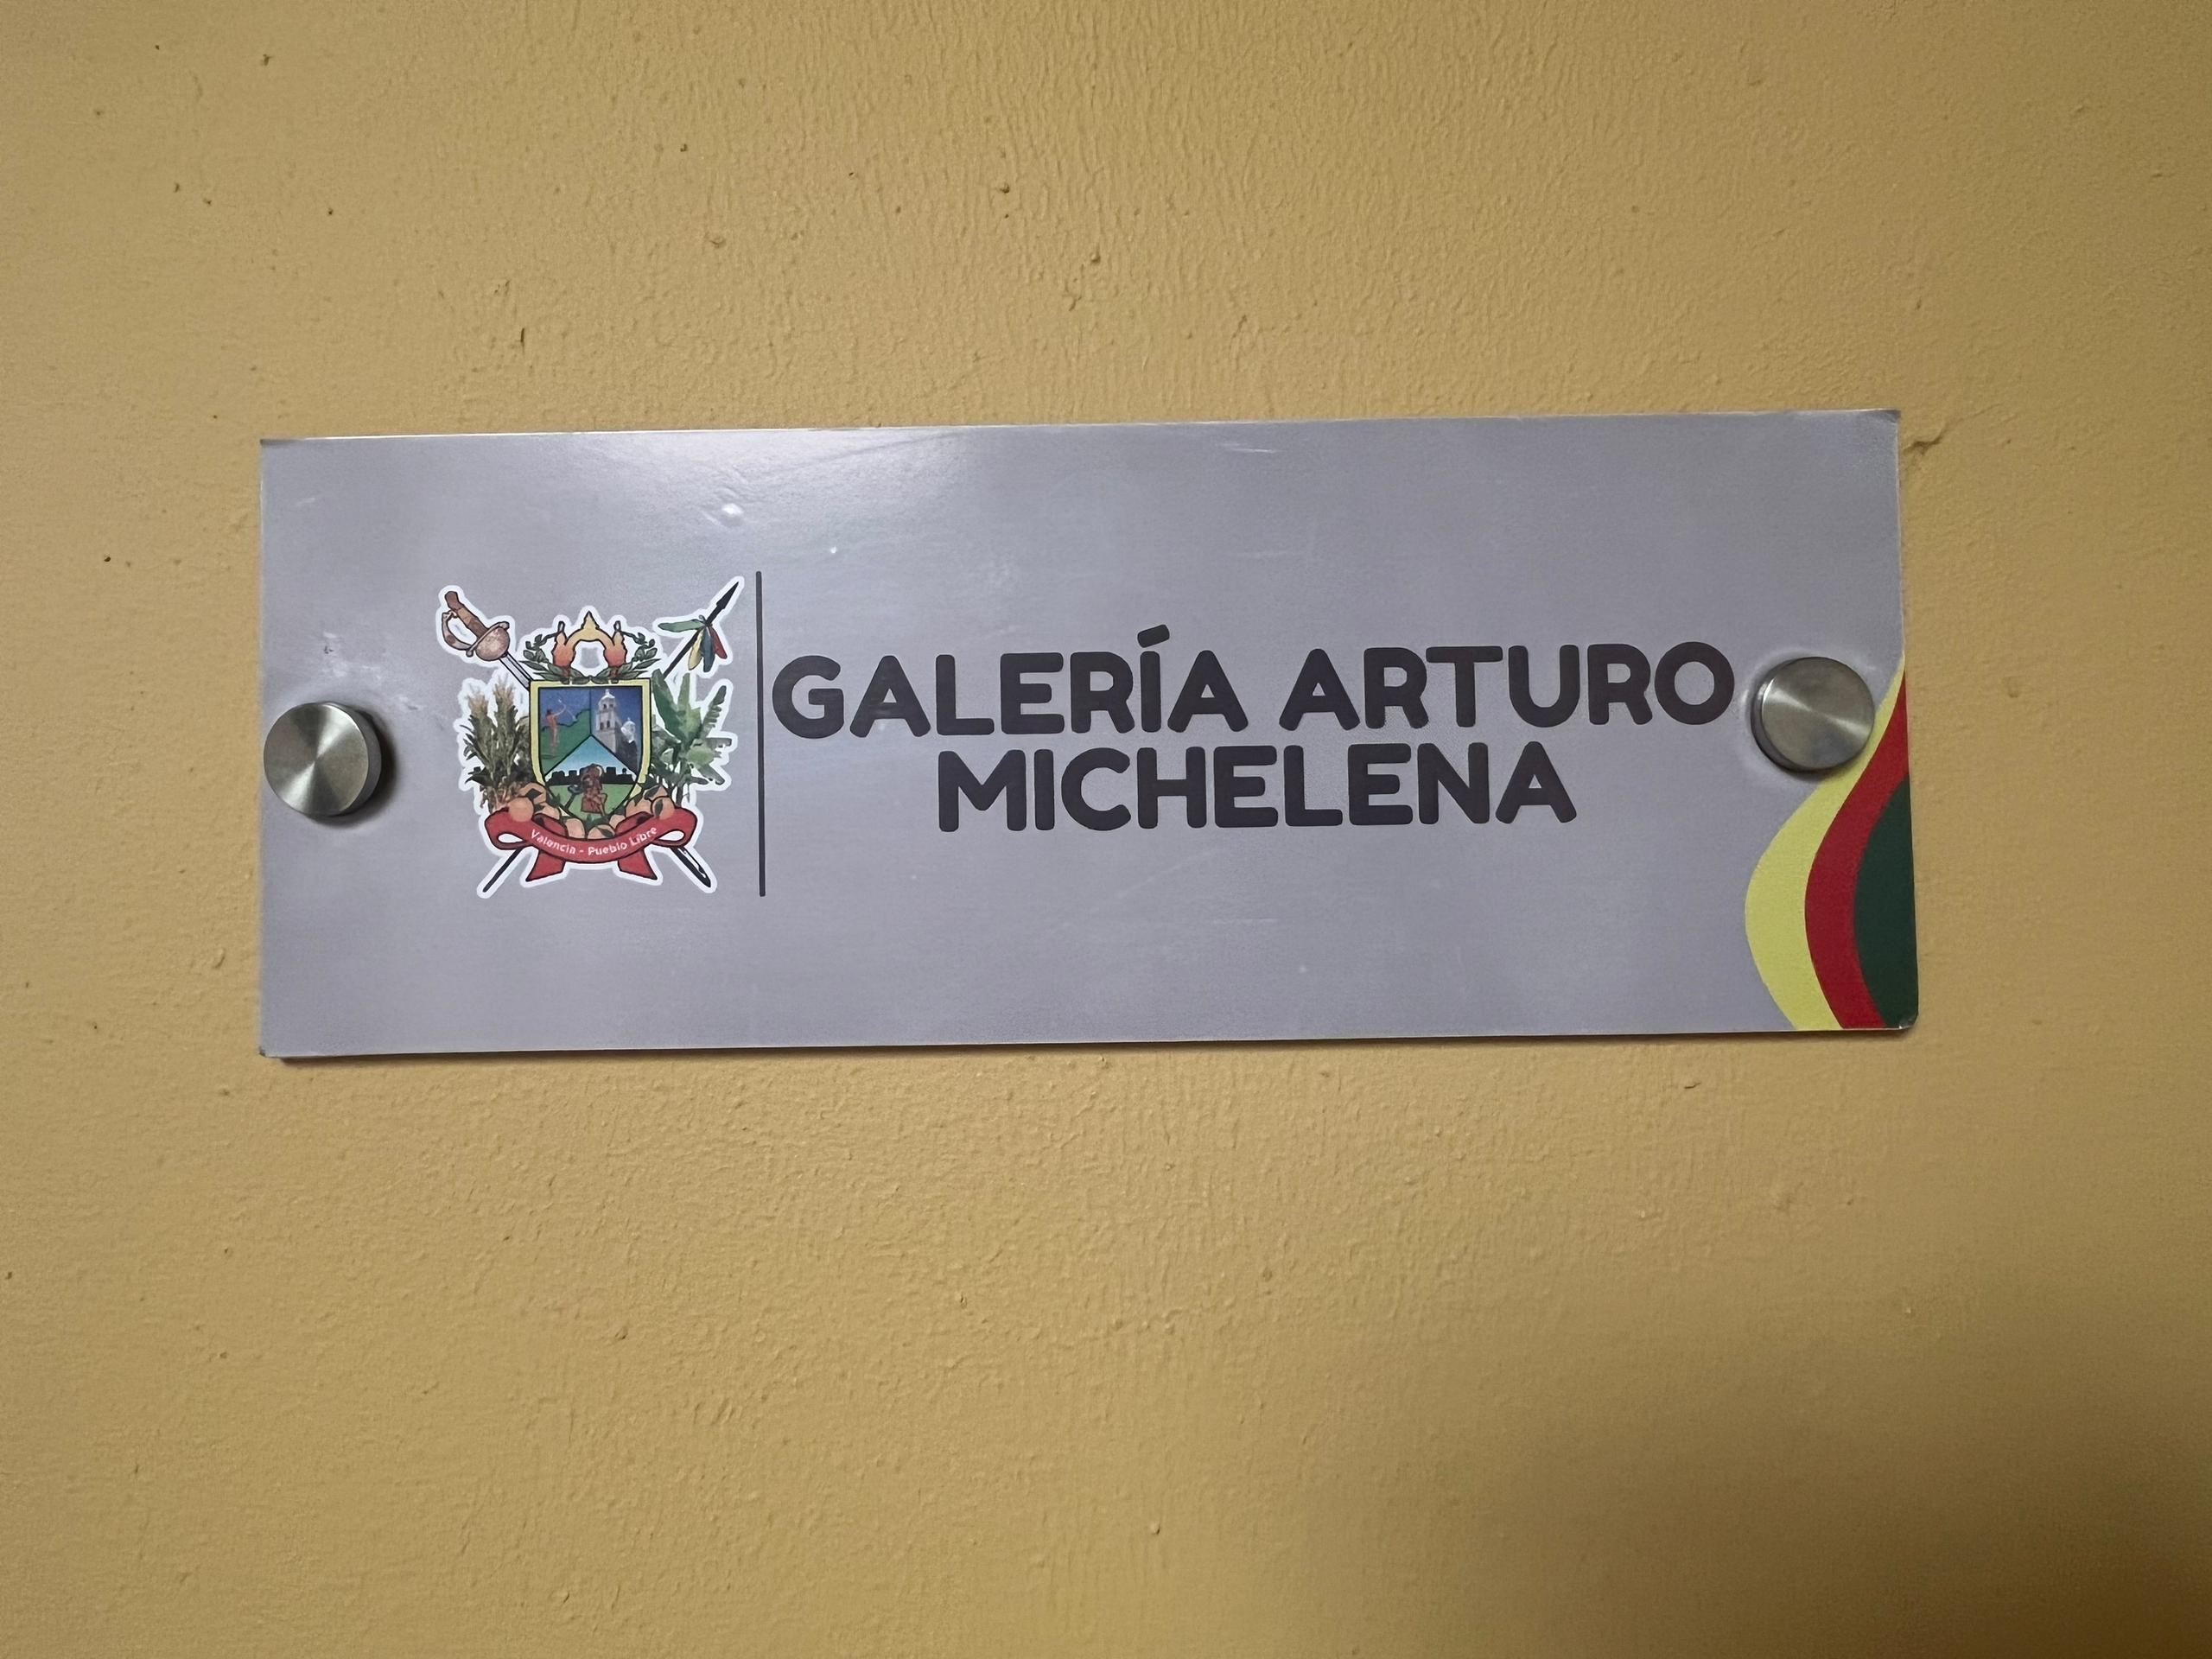 GALERÍA ARTURO
MICHELENA
Valencia - Pueblo Libre